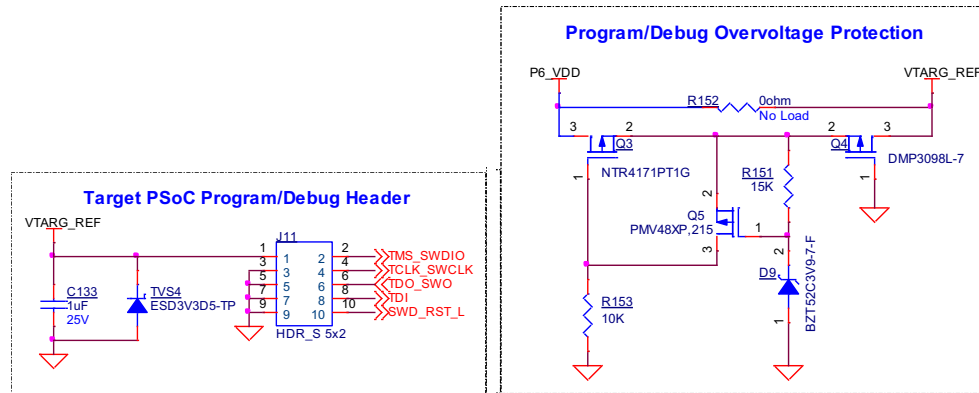 Program/Debug Overvoltage Protection
P6_VDD
VTARG_REF
R152
0ohm
No Load
3
2
2
3
Q3
Q4
NTR4171PT1G
DMP3098L-7
1
1
R151
15K
2
Q5
PMV48XP,215
1
3
2
D9
BZT52C3V9-7-F
1
R153
10K
Target PSoC Program/Debug Header
VTARG_REF
J11
1
1
2
2
TMS_SWDIO
3
3
4
4
TCLK_SWCLK
5
5
6
6
TDO_SWO
7
7
8
8
TDI
9
9
10
10
SWD_RST_L
HDR_S 5x2
C133
1uF
25V
TVS4
ESD3V3D5-TP